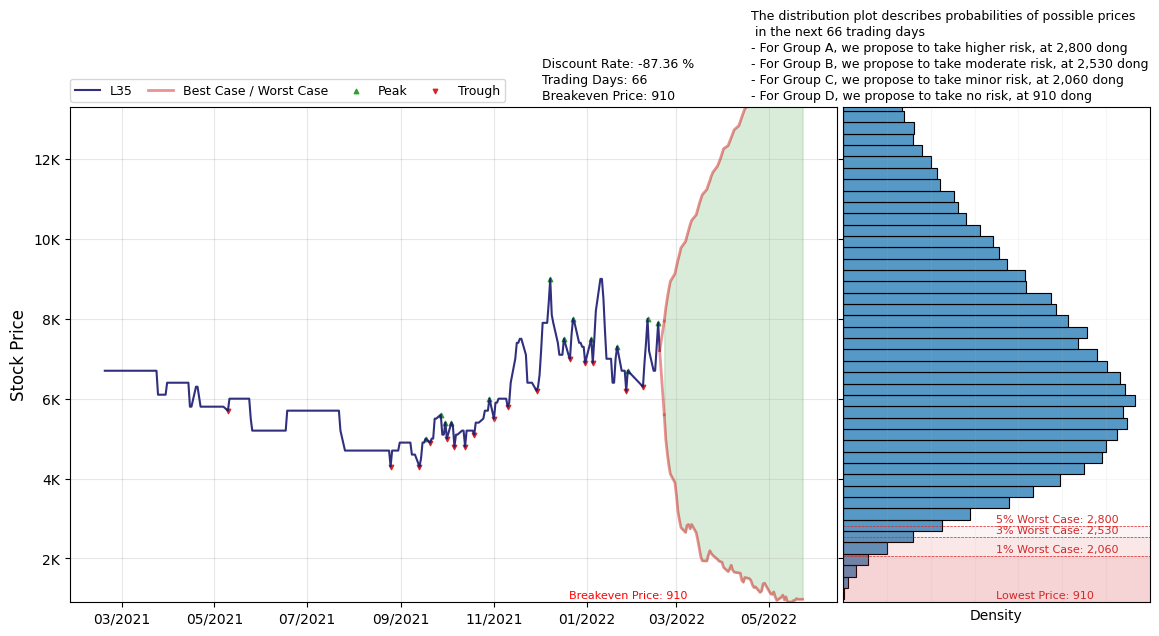 The distribution plot describes probabilities of possible prices
in the next 66 trading days
- For Group A, we propose to take higher risk, at 2,800 dong
- For Group B, we propose to take moderate risk, at 2,530 dong
- For Group C, we propose to take minor risk, at 2,060 dong
- For Group D, we propose to take no risk, at 910 dong
Discount Rate: -87.36 %
Trading Days: 66
Breakeven Price: 910
L35
Best Case / Worst Case
Peak
Trough
Stock Price
12K
10K
8K
6K
4K
2K
Breakeven Price: 910
03/2021
05/2021
07/2021
09/2021
11/2021
01/2022
03/2022
05/2022
5% Worst Case: 2,800
3% Worst Case: 2,530
1% Worst Case: 2,060
Lowest Price: 910
Density